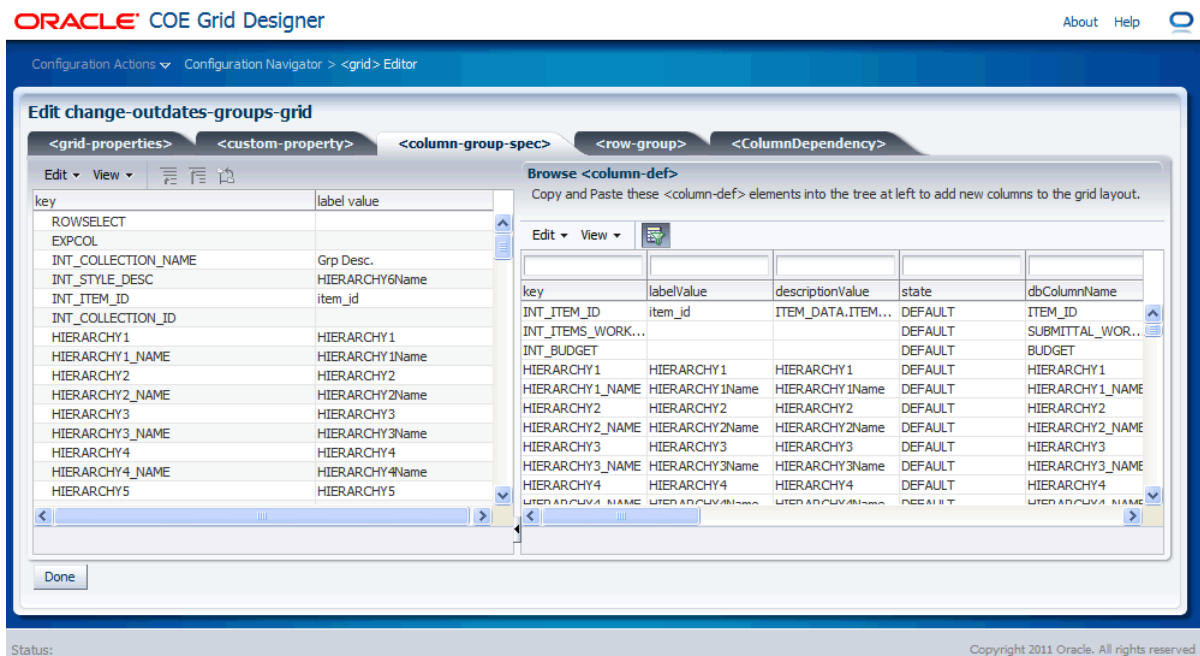 ORACLE® COE Grid Designer
About Help
Configuration Actions Configuration Navigator > <grid> Editor
Edit change-outdates-groups-grid
<grid-properties> <custom-property> <column-group-spec> <row-group> <ColumnDependency>
Edit View
key label value
ROWSELECT
EXPCOL
INT_COLLECTION_NAME Grp Desc.
INT_STYLE_DESC HIERARCHY6Name
INT_ITEM_ID item_id
INT_COLLECTION_ID
HIERARCHY1 HIERARCHY1
HIERARCHY1_NAME HIERARCHY1Name
HIERARCHY2 HIERARCHY2
HIERARCHY2_NAME HIERARCHY2Name
HIERARCHY3 HIERARCHY3
HIERARCHY3_NAME HIERARCHY3Name
HIERARCHY4 HIERARCHY4
HIERARCHY4_NAME HIERARCHY4Name
HIERARCHY5 HIERARCHY5
Browse <column-def>
Copy and Paste these <column-def> elements into the tree at left to add new columns to the grid layout.
Edit View
key labelValue descriptionValue state dbColumnName
INT_ITEM_ID item_id ITEM_DATA.ITEM... DEFAULT ITEM_ID
INT_ITEMS_WORK... DEFAULT SUBMITTAL_WOR...
INT_BUDGET DEFAULT BUDGET
HIERARCHY1 HIERARCHY1 HIERARCHY1 DEFAULT HIERARCHY1
HIERARCHY1_NAME HIERARCHY1Name HIERARCHY1Name DEFAULT HIERARCHY1_NAME
HIERARCHY2 HIERARCHY2 HIERARCHY2 DEFAULT HIERARCHY2
HIERARCHY2_NAME HIERARCHY2Name HIERARCHY2Name DEFAULT HIERARCHY2_NAME
HIERARCHY3 HIERARCHY3 HIERARCHY3 DEFAULT HIERARCHY3
HIERARCHY3_NAME HIERARCHY3Name HIERARCHY3Name DEFAULT HIERARCHY3_NAME
HIERARCHY4 HIERARCHY4 HIERARCHY4 DEFAULT HIERARCHY4
HIERARCHY4_NAME HIERARCHY4Name HIERARCHY4Name DEFAULT HIERARCHY4_NAME
Done
Status:
Copyright 2011 Oracle. All rights reserved